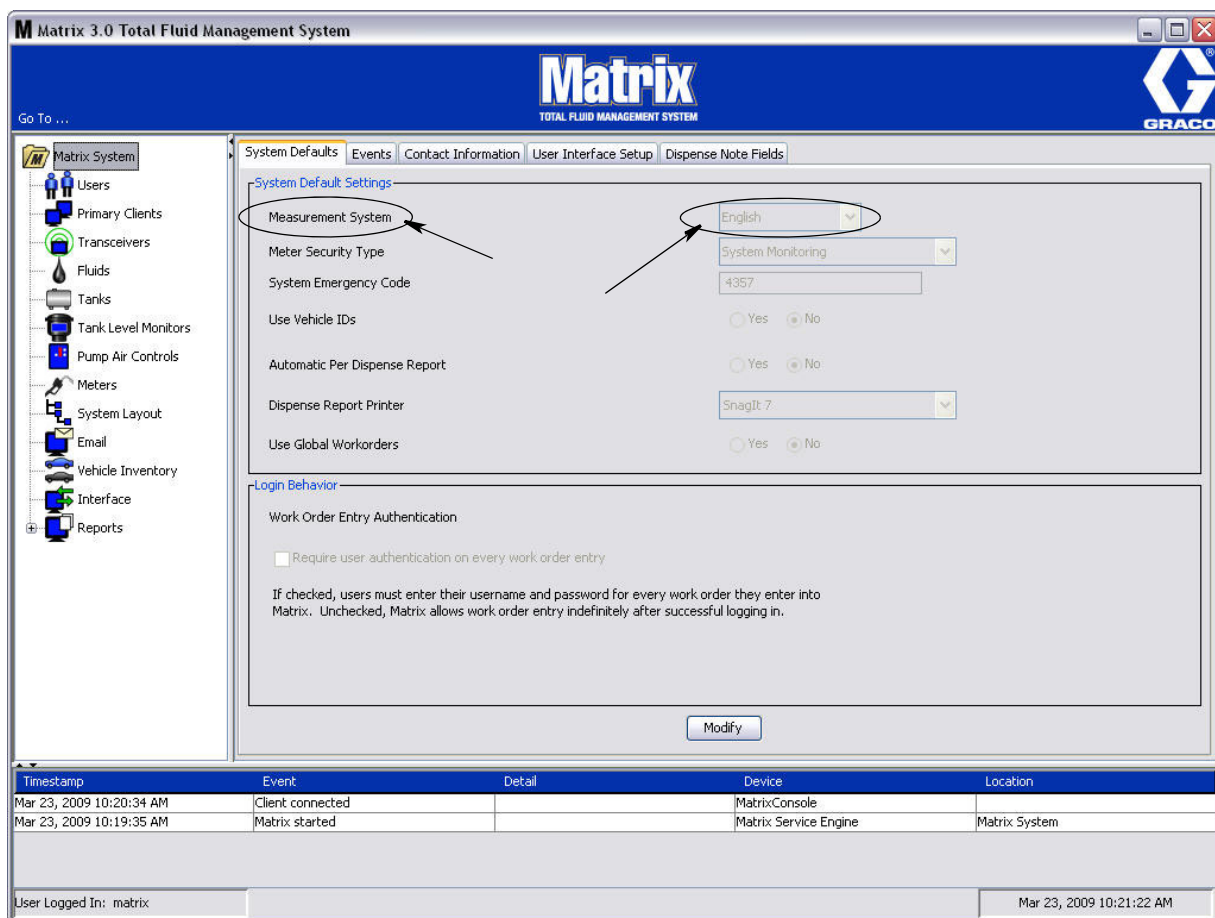 M Matrix 3.0 Total Fluid Management System
Matrix
TOTAL FLUID MANAGEMENT SYSTEM
Go To ...
GRACO
®
Matrix System
Users
Primary Clients
Transceivers
Fluids
Tanks
Tank Level Monitors
Pump Air Controls
Meters
System Layout
Email
Vehicle Inventory
Interface
Reports
System Defaults Events Contact Information User Interface Setup Dispense Note Fields
System Default Settings
Measurement System English
Meter Security Type System Monitoring
System Emergency Code 4357
Use Vehicle IDs Yes No
Automatic Per Dispense Report Yes No
Dispense Report Printer SnagIt 7
Use Global Workorders Yes No
Login Behavior
Work Order Entry Authentication
Require user authentication on every work order entry
If checked, users must enter their username and password for every work order they enter into
Matrix. Unchecked, Matrix allows work order entry indefinitely after successful logging in.
Modify
Timestamp Event Detail Device Location
Mar 23, 2009 10:20:34 AM Client connected MatrixConsole
Mar 23, 2009 10:19:35 AM Matrix started Matrix Service Engine Matrix System
User Logged In: matrix Mar 23, 2009 10:21:22 AM